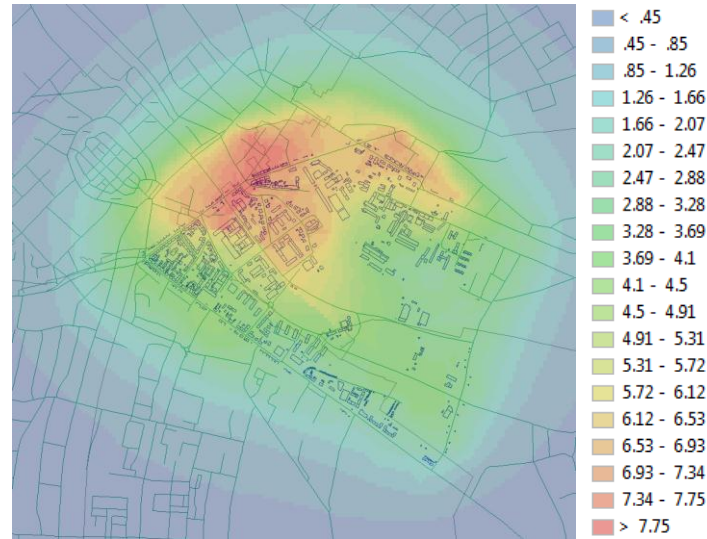 < .45
.45 - .85
.85 - 1.26
1.26 - 1.66
1.66 - 2.07
2.07 - 2.47
2.47 - 2.88
2.88 - 3.28
3.28 - 3.69
3.69 - 4.1
4.1 - 4.5
4.5 - 4.91
4.91 - 5.31
5.31 - 5.72
5.72 - 6.12
6.12 - 6.53
6.53 - 6.93
6.93 - 7.34
7.34 - 7.75
> 7.75